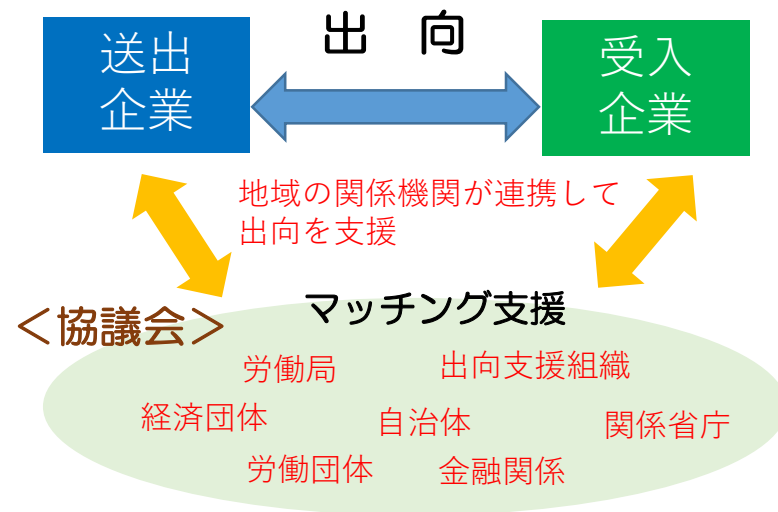 出　向
送出
企業
受入
企業
地域の関係機関が連携して
出向を支援
マッチング支援
＜協議会＞
労働局
出向支援組織
経済団体
自治体
関係省庁
労働団体
金融関係